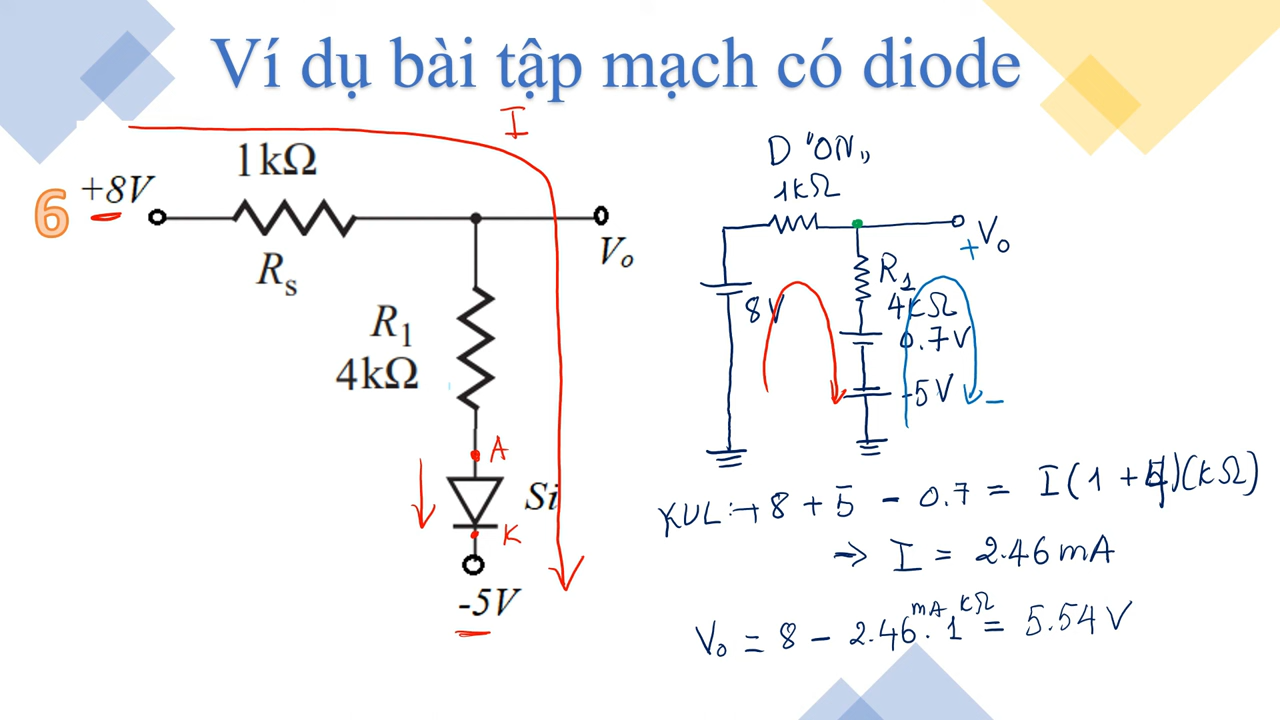 Ví dụ bài tập mạch có diode
6
+8V
1kΩ
Rs
I
Vo
R1
4kΩ
A
Si
K
-5V
D "ON"
1kΩ
+ Vo
8V
R1
4kΩ
0.7V
-5V
-
KVL: + 8 + 5 - 0.7 = I(1 + 4)(kΩ)
→ I = 2.46 mA
Vo = 8 - 2.46 mA . 1 kΩ = 5.54 V